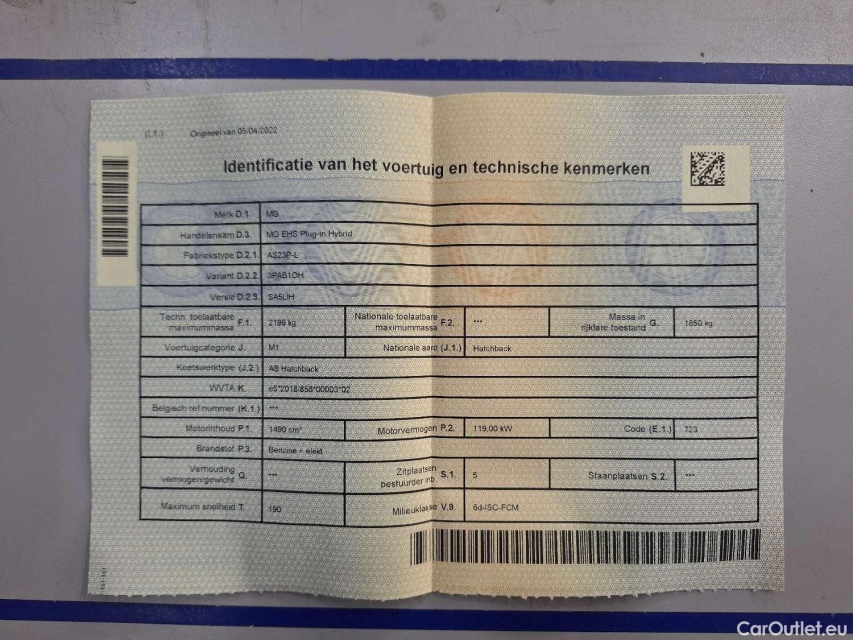 (I.1.) Origineel van 05/04/2022
Identificatie van het voertuig en technische kenmerken
Merk D.1. MG
Handelsnaam D.3. MG EHS Plug-in Hybrid
Fabriekstype D.2.1. AS23P-L
Variant D.2.2. 3PAB1OH
Versie D.2.3. SA5LIH
Techn. toelaatbare maximummassa F.1. 2196 kg Nationale toelaatbare maximummassa F.2. --- Massa in rijklare toestand G. 1850 kg
Voertuigcategorie J. M1 Nationale aard (J.1.) Hatchback
Koetswerktype (J.2.) AB Hatchback
WVTA K. e5*2018/858*00003*02
Belgisch ref.nummer (K.1.) ---
Motorinhoud P.1. 1490 cm³ Motorvermogen P.2. 119,00 kW Code (E.1.) 723
Brandstof P.3. Benzine + elekt
Verhouding vermogen/gewicht Q. --- Zitplaatsen bestuurder inb S.1. 5 Staanplaatsen S.2. ---
Maximum snelheid T. 190 Milieuklasse V.9. 6d-ISC-FCM
CarOutlet.eu